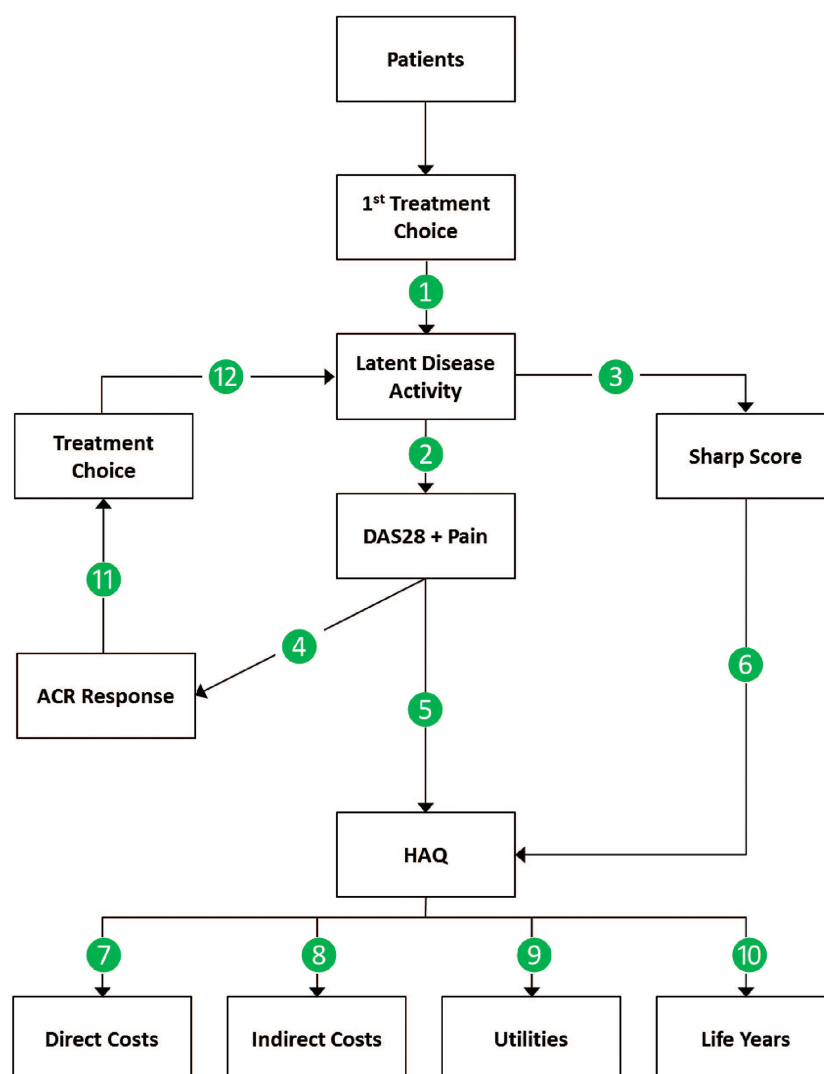 Patients
1st Treatment
Choice
1
Latent Disease
Activity
12
3
Treatment
Choice
2
Sharp Score
DAS28 + Pain
11
4
6
ACR Response
5
HAQ
7
8
9
10
Direct Costs
Indirect Costs
Utilities
Life Years